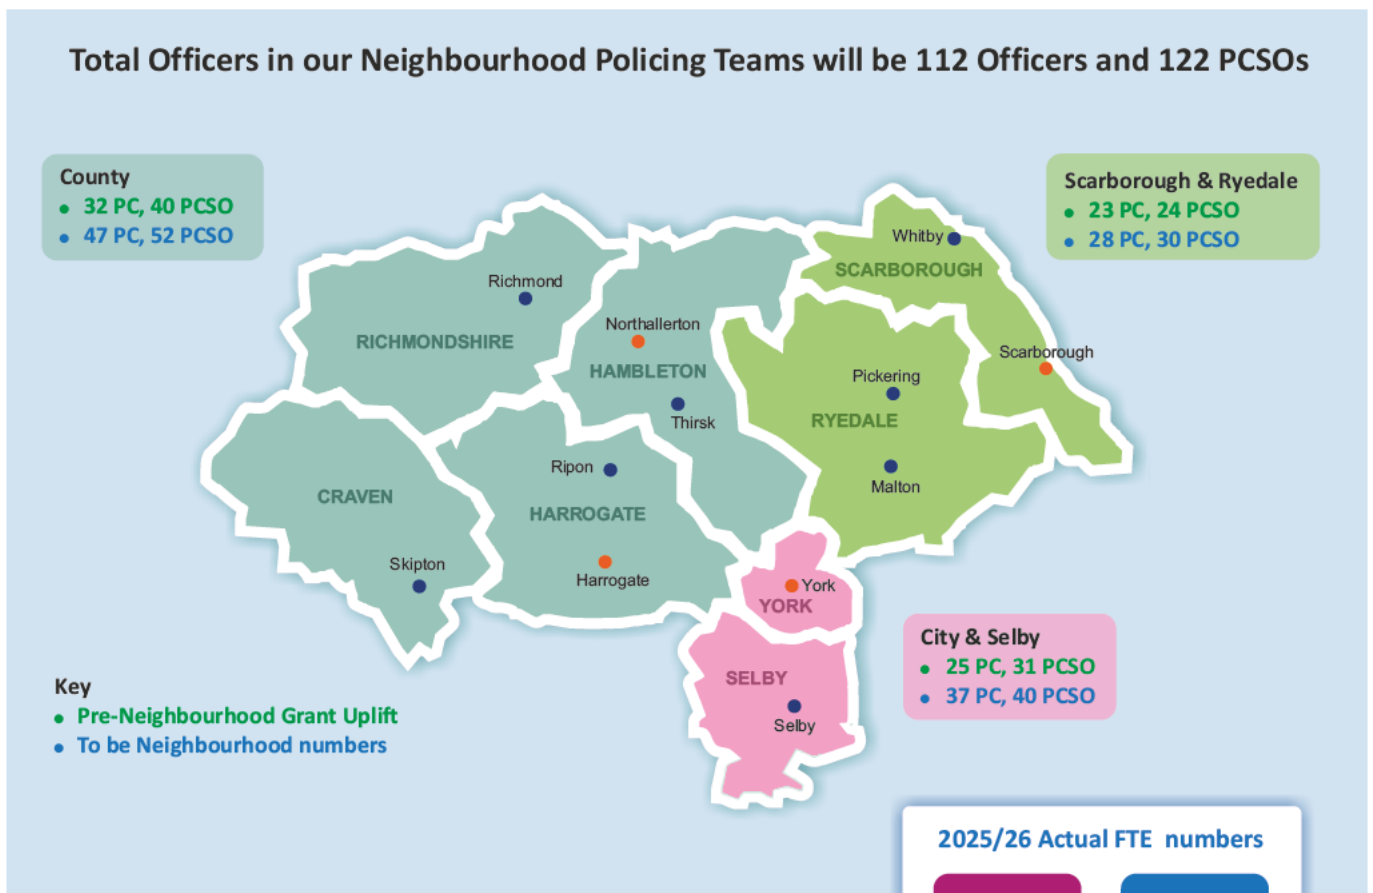 Total Officers in our Neighbourhood Policing Teams will be 112 Officers and 122 PCSOs
County
• 32 PC, 40 PCSO
• 47 PC, 52 PCSO
Scarborough & Ryedale
• 23 PC, 24 PCSO
• 28 PC, 30 PCSO
Whitby
SCARBOROUGH
Richmond
RICHMONDSHIRE
Northallerton
HAMBLETON
Thirsk
Scarborough
Pickering
RYEDALE
Malton
Ripon
HARROGATE
Harrogate
CRAVEN
Skipton
York
YORK
SELBY
Selby
City & Selby
• 25 PC, 31 PCSO
• 37 PC, 40 PCSO
Key
• Pre-Neighbourhood Grant Uplift
• To be Neighbourhood numbers
2025/26 Actual FTE numbers